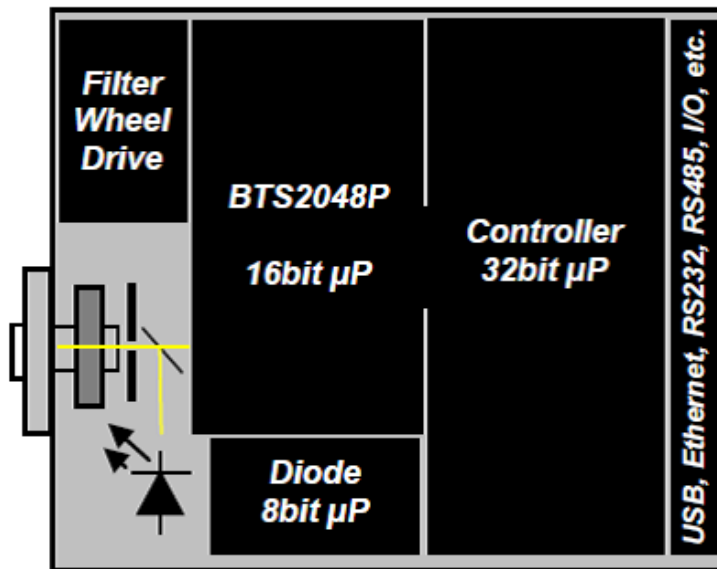 Filter
Wheel
Drive
BTS2048P
16bit µP
Controller
32bit µP
Diode
8bit µP
USB, Ethernet, RS232, RS485, I/O, etc.